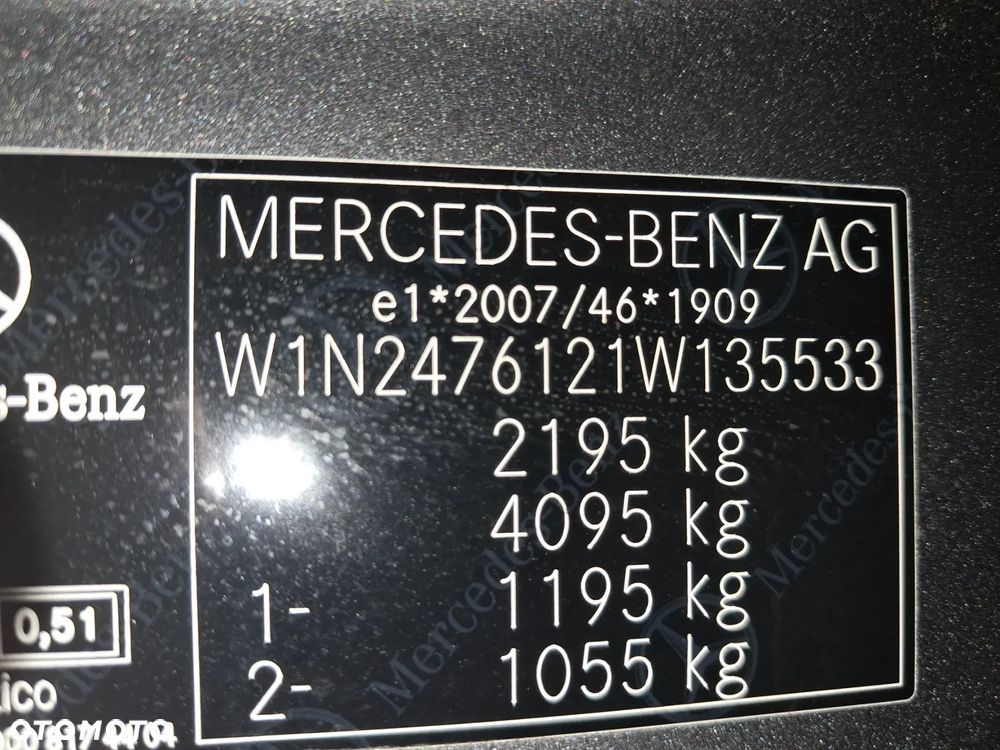 MERCEDES-BENZ AG
e1*2007/46*1909
W1N2476121W135533
s-Benz
2195 kg
4095 kg
1- 1195 kg
2- 1055 kg
0,51
xico
OTOMOTO